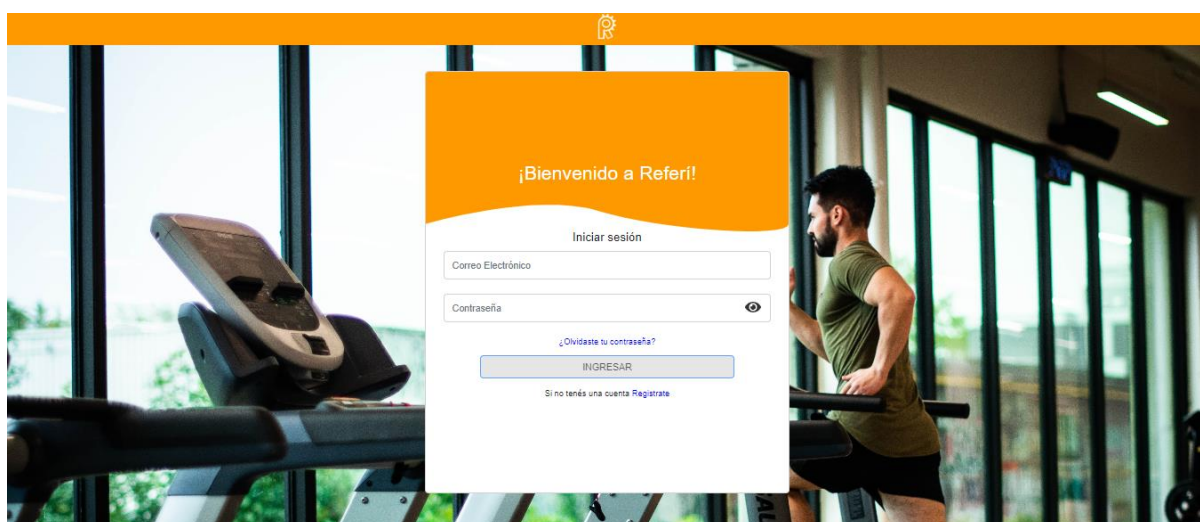 ¡Bienvenido a Referí!
Iniciar sesión
Correo Electrónico
Contraseña
¿Olvidaste tu contraseña?
INGRESAR
Si no tenés una cuenta Registrate